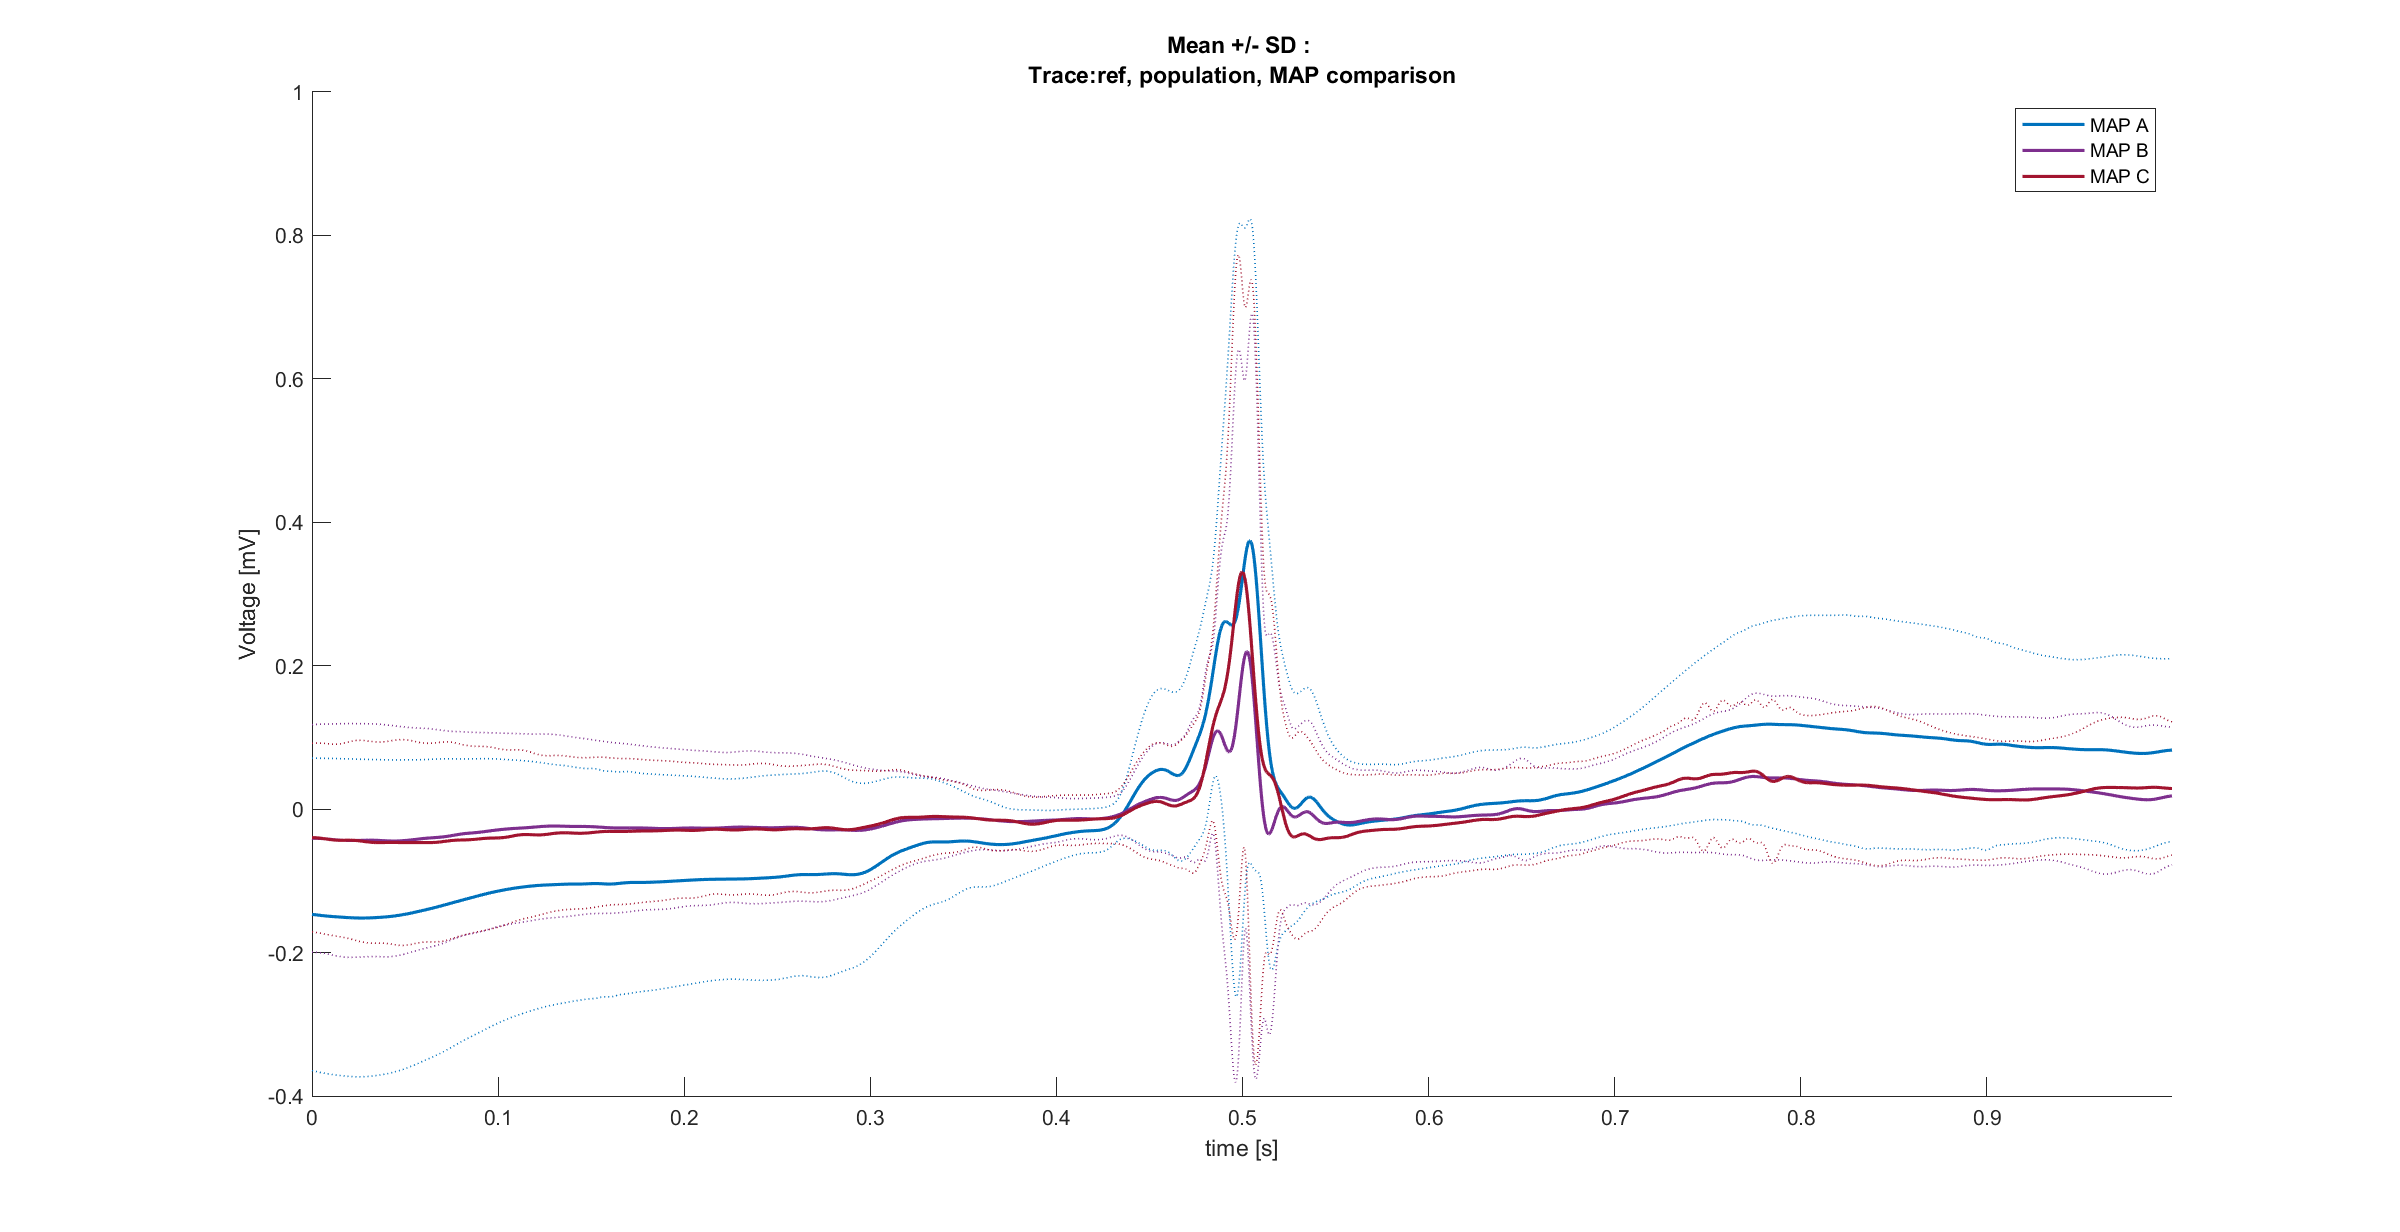 Mean +/- SD :
Trace:ref, population, MAP comparison
MAP A
MAP B
MAP C
Voltage [mV]
1
0.8
0.6
0.4
0.2
0
-0.2
-0.4
0 0.1 0.2 0.3 0.4 0.5 0.6 0.7 0.8 0.9
time [s]